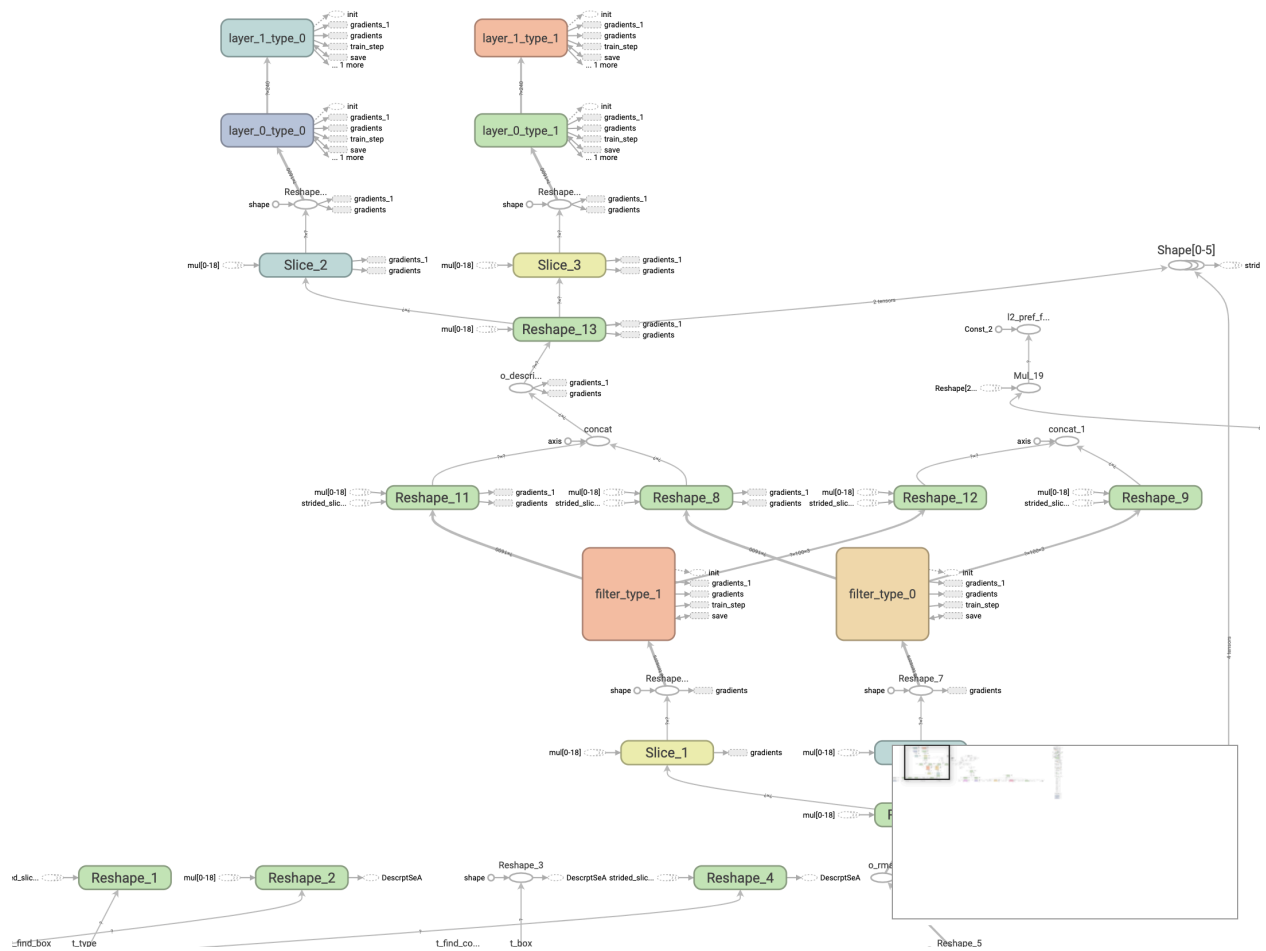 init
gradients_1
gradients
train_step
save
... 1 more
layer_1_type_0
init
gradients_1
gradients
train_step
save
... 1 more
layer_1_type_1
init
gradients_1
gradients
train_step
save
... 1 more
layer_0_type_0
init
gradients_1
gradients
train_step
save
... 1 more
layer_0_type_1
Reshape...
shape
gradients_1
gradients
Reshape...
shape
gradients_1
gradients
mul[0-18]
Slice_2
gradients_1
gradients
mul[0-18]
Slice_3
gradients_1
gradients
Shape[0-5]
strid
2 tensors
mul[0-18]
Reshape_13
gradients_1
gradients
l2_pref_f...
Const_2
o_descri...
gradients_1
gradients
Mul_19
Reshape[2...
concat
axis
concat_1
axis
mul[0-18]
strided_slic...
Reshape_11
gradients_1
gradients
mul[0-18]
strided_slic...
Reshape_8
gradients_1
gradients
mul[0-18]
strided_slic...
Reshape_12
mul[0-18]
strided_slic...
Reshape_9
filter_type_1
init
gradients_1
gradients
train_step
save
filter_type_0
init
gradients_1
gradients
train_step
save
4 tensors
Reshape...
shape
gradients
Reshape_7
shape
gradients
mul[0-18]
Slice_1
gradients
mul[0-18]
mul[0-18]
ed_slic...
Reshape_1
mul[0-18]
Reshape_2
DescrptSeA
Reshape_3
shape
DescrptSeA
strided_slic...
Reshape_4
DescrptSeA
o_rma
_find_box
t_type
t_find_co...
t_box
Reshape_5